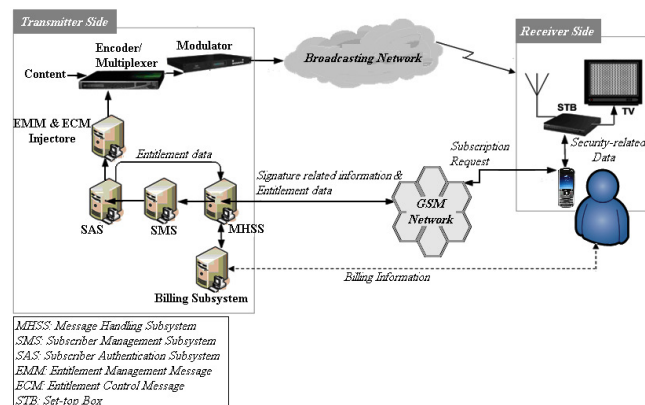 Transmitter Side
Receiver Side
Encoder/
Multiplexer
Modulator
Content
Broadcasting Network
STB
TV
EMM & ECM
Injectore
Entitlement data
Signature related information &
Entitlement data
Subscription
Request
Security-related
Data
GSM
Network
SAS
SMS
MHSS
Billing Subsystem
Billing Information
MHSS: Message Handling Subsystem
SMS: Subscriber Management Subsystem
SAS: Subscriber Authentication Subsystem
EMM: Entitlement Management Message
ECM: Entitlement Control Message
STB: Set-top Box